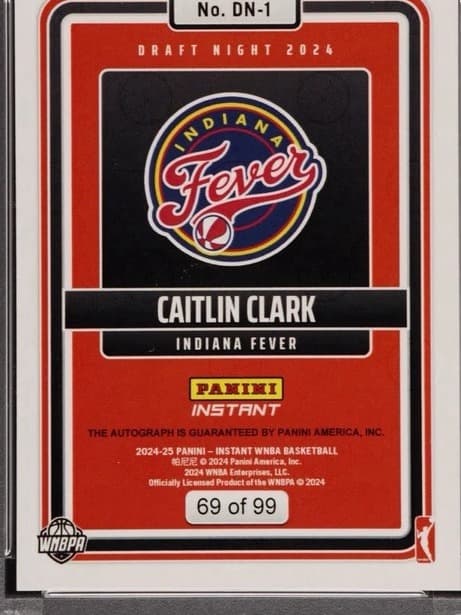 No. DN-1
DRAFT NIGHT 2024
INDIANA
Fever
CAITLIN CLARK
INDIANA FEVER
PANINI
INSTANT
THE AUTOGRAPH IS GUARANTEED BY PANINI AMERICA, INC.
2024-25 PANINI – INSTANT WNBA BASKETBALL
帕尼尼 © 2024 Panini America, Inc.
2024 WNBA Enterprises, LLC.
Officially Licensed Product of the WNBPA © 2024
69 of 99
WNBPA